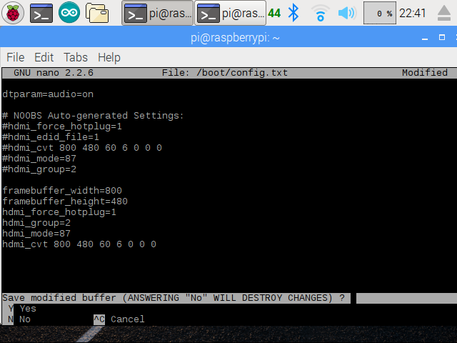 pi@ras...
pi@ras...
44
0 %
22:41
pi@raspberrypi: ~
File Edit Tabs Help
GNU nano 2.2.6 File: /boot/config.txt Modified
dtparam=audio=on
# NOOBS Auto-generated Settings:
#hdmi_force_hotplug=1
#hdmi_edid_file=1
#hdmi_cvt 800 480 60 6 0 0 0
#hdmi_mode=87
#hdmi_group=2
framebuffer_width=800
framebuffer_height=480
hdmi_force_hotplug=1
hdmi_group=2
hdmi_mode=87
hdmi_cvt 800 480 60 6 0 0 0
Save modified buffer (ANSWERING "No" WILL DESTROY CHANGES) ?
Y Yes
N No ^C Cancel